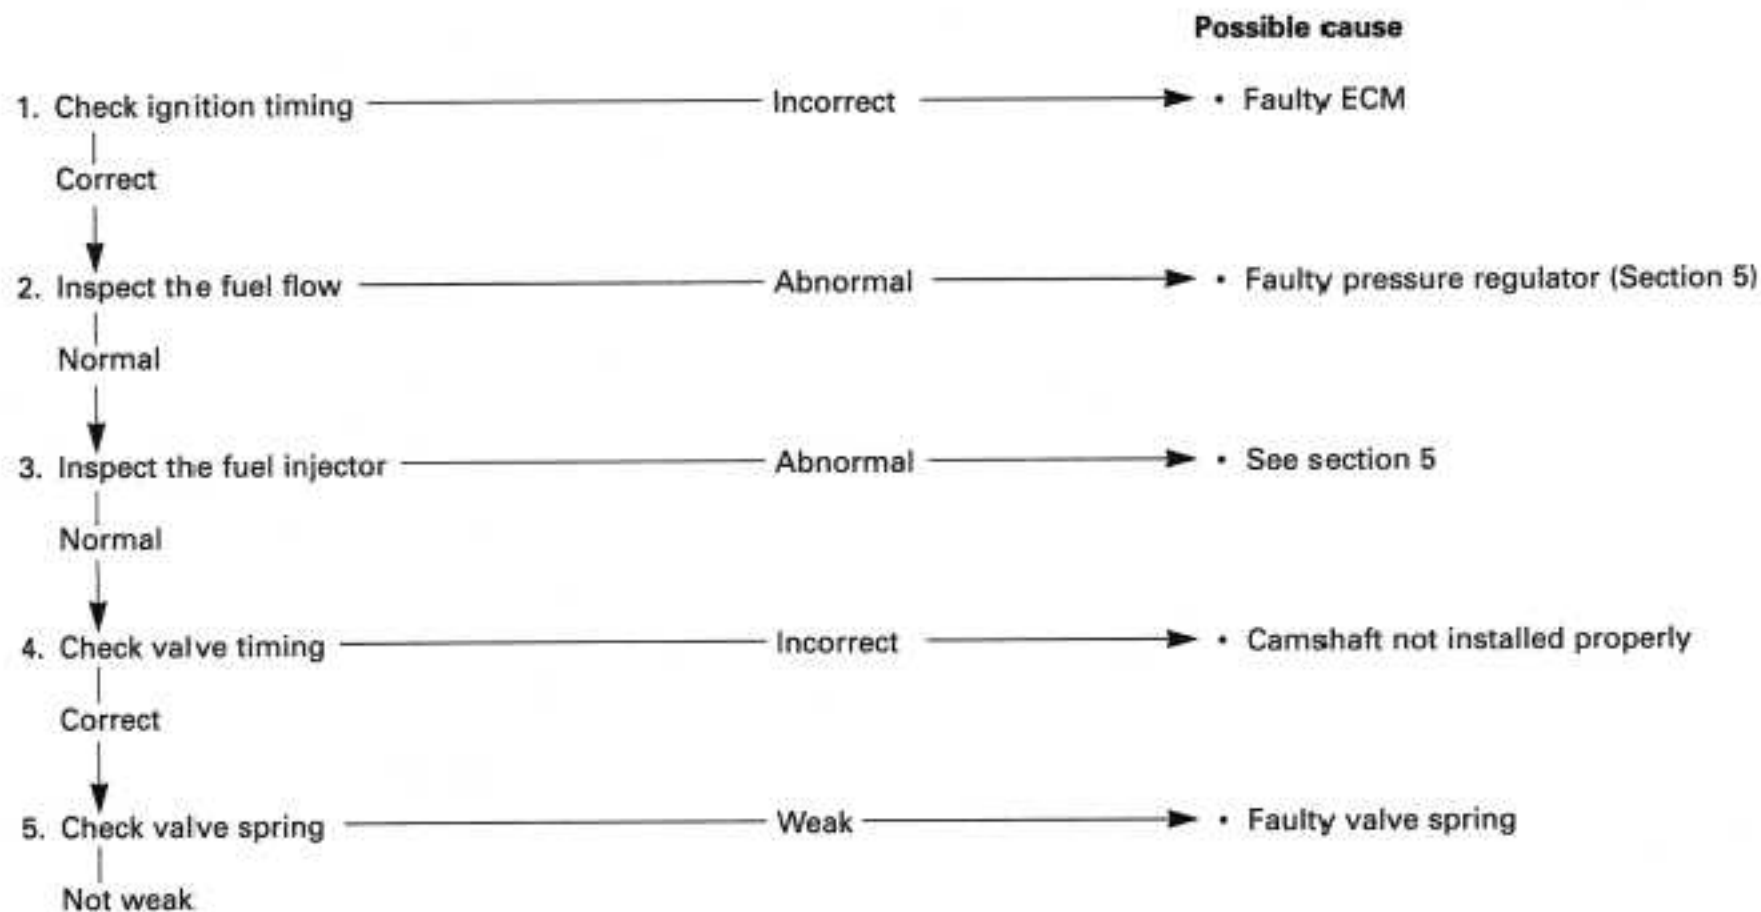 Possible cause
1. Check ignition timing Incorrect • Faulty ECM
Correct
2. Inspect the fuel flow Abnormal • Faulty pressure regulator (Section 5)
Normal
3. Inspect the fuel injector Abnormal • See section 5
Normal
4. Check valve timing Incorrect • Camshaft not installed properly
Correct
5. Check valve spring Weak • Faulty valve spring
Not weak